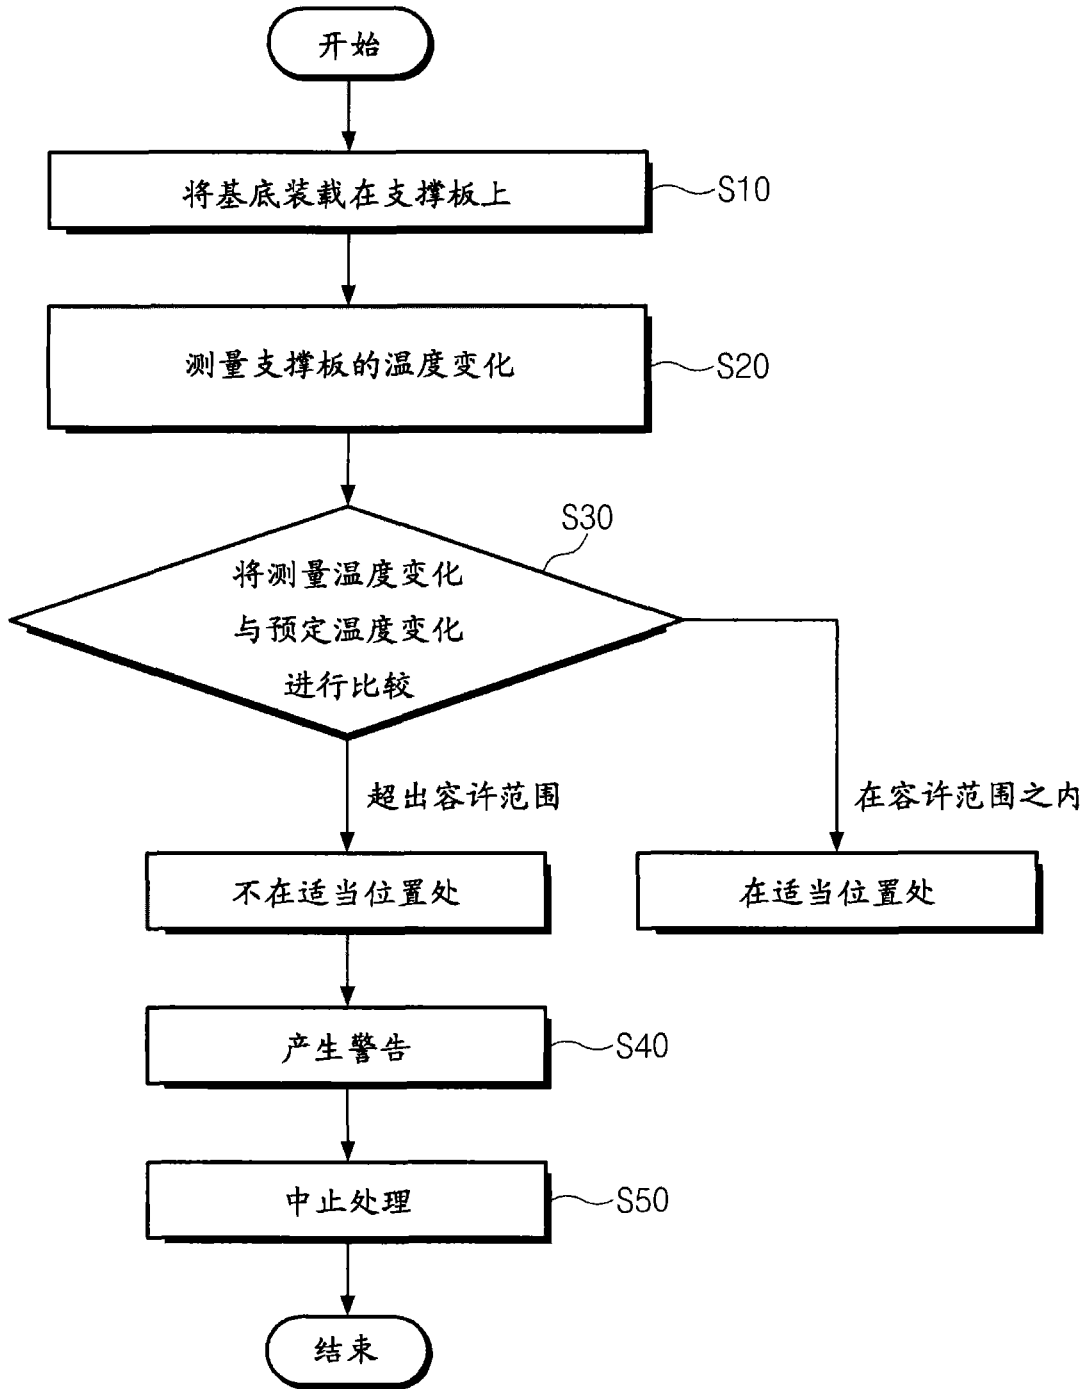 开始
将基底装载在支撑板上
S10
测量支撑板的温度变化
S20
S30
将测量温度变化
与预定温度变化
进行比较
超出容许范围
在容许范围之内
不在适当位置处
在适当位置处
产生警告
S40
中止处理
S50
结束